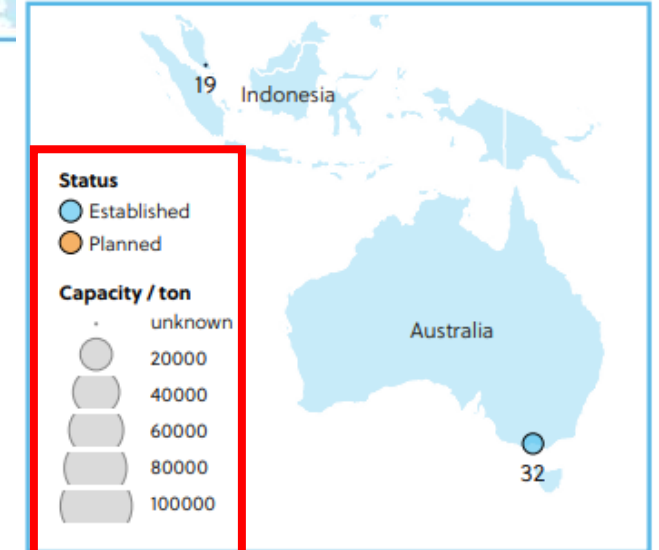 19
Indonesia
Status
Established
Planned
Capacity / ton
unknown
20000
40000
60000
80000
100000
Australia
32